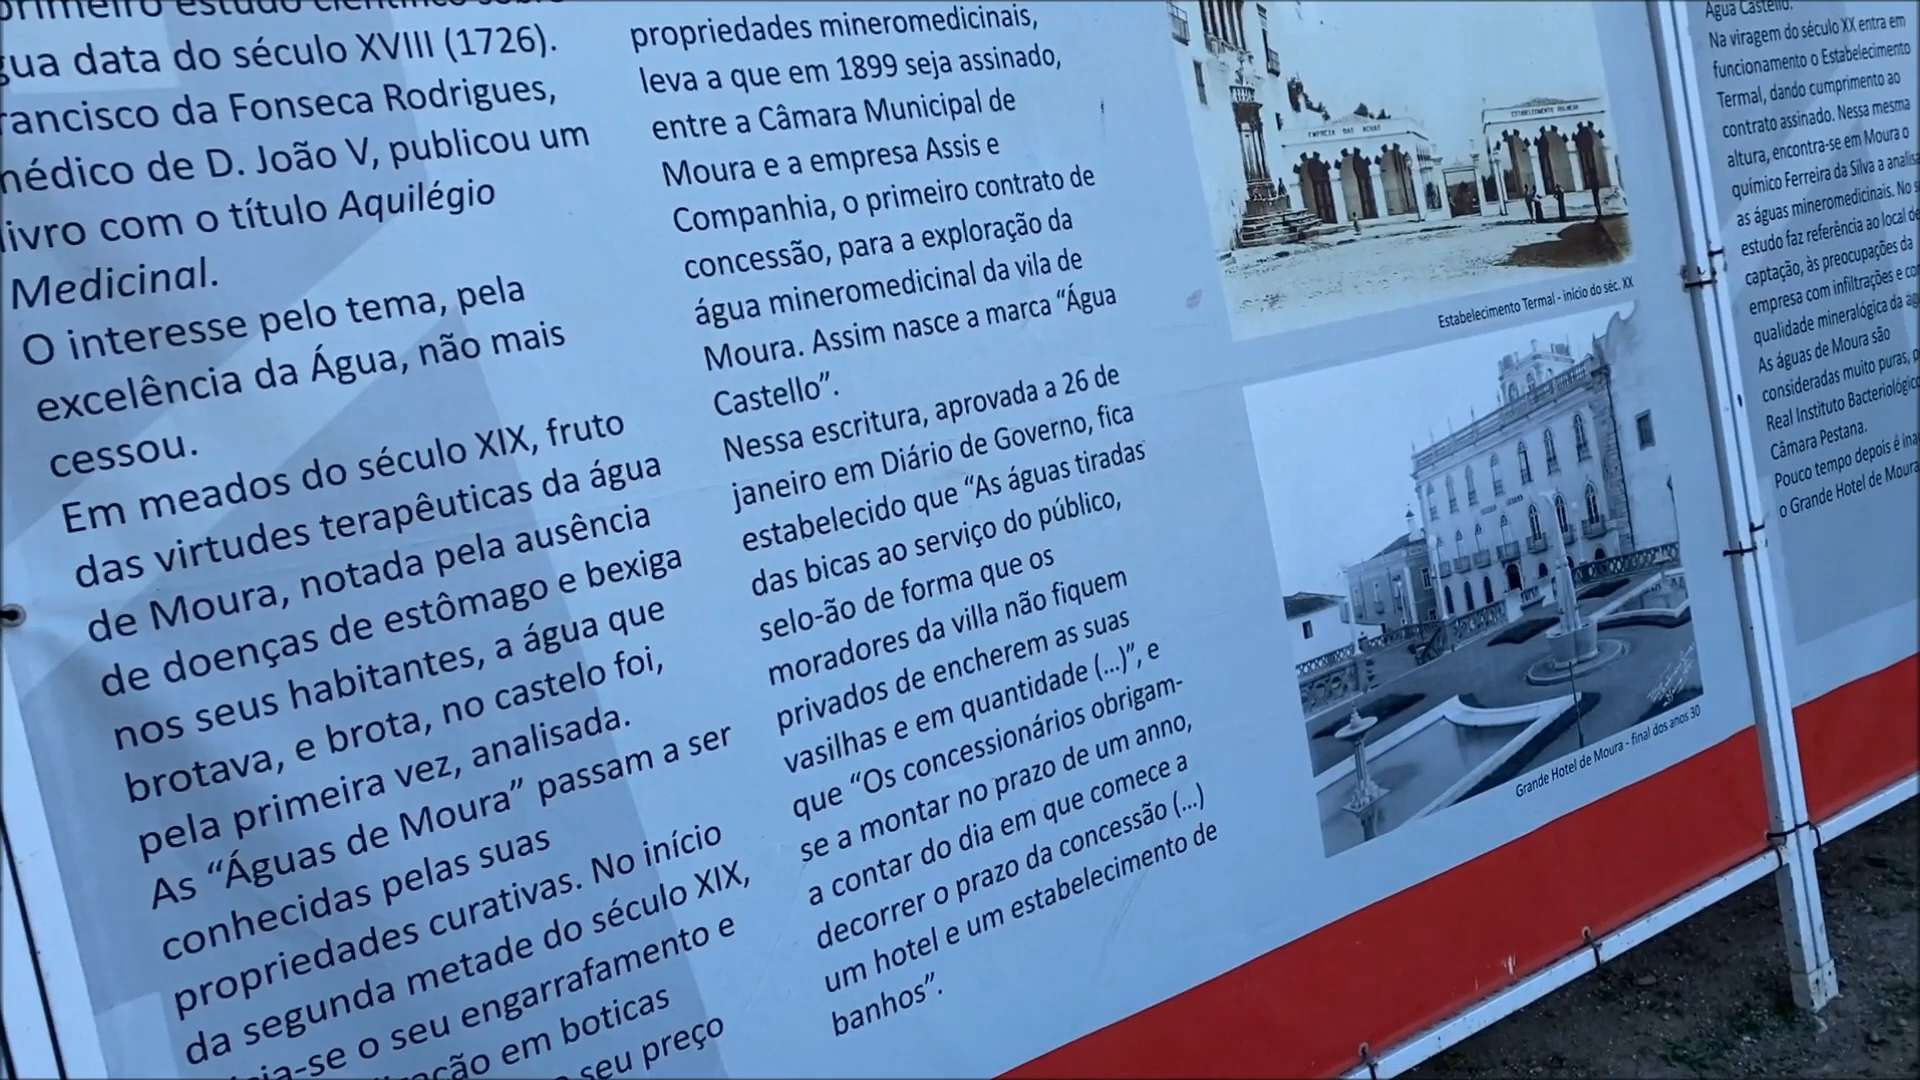 primeiro estudo científico
data do século XVIII (1726).
da Fonseca Rodrigues,
médico de D. João V, publicou um
livro com o título Aquilégio
Medicinal.
O interesse pelo tema, pela
excelência da Água, não mais
cessou.
Em meados do século XIX, fruto
das virtudes terapêuticas da água
de Moura, notada pela ausência
de doenças de estômago e bexiga
nos seus habitantes, a água que
brotava, e brota, no castelo foi,
pela primeira vez, analisada.
As “Águas de Moura” passam a ser
conhecidas pelas suas
propriedades curativas. No início
da segunda metade do século XIX,
o seu engarrafamento e
em boticas
seu preço
propriedades mineromedicinais,
leva a que em 1899 seja assinado,
entre a Câmara Municipal de
Moura e a empresa Assis e
Companhia, o primeiro contrato de
concessão, para a exploração da
água mineromedicinal da vila de
Moura. Assim nasce a marca “Água
Castello”.
Nessa escritura, aprovada a 26 de
janeiro em Diário de Governo, fica
estabelecido que “As águas tiradas
das bicas ao serviço do público,
selo-ão de forma que os
moradores da villa não fiquem
privados de encherem as suas
vasilhas e em quantidade (...)”, e
que “Os concessionários obrigam-
se a montar no prazo de um anno,
a contar do dia em que comece a
decorrer o prazo da concessão (...)
um hotel e um estabelecimento de
banhos”.
EMPREZA DAS AGUAS
Estabelecimento Termal - início do séc. XX
Grande Hotel de Moura - final dos anos 30
Água Castello.
Na viragem do século XX entra em
funcionamento o Estabelecimento
Termal, dando cumprimento ao
contrato assinado. Nessa mesma
altura, encontra-se em Moura o
químico Ferreira da Silva a
as águas mineromedicinais. No
estudo faz referência ao local
captação, às preocupações da
empresa com infiltrações e
qualidade mineralógica da
As águas de Moura são
consideradas muito puras,
Real Instituto Bacteriológico
Câmara Pestana.
Pouco tempo depois é
o Grande Hotel de Moura